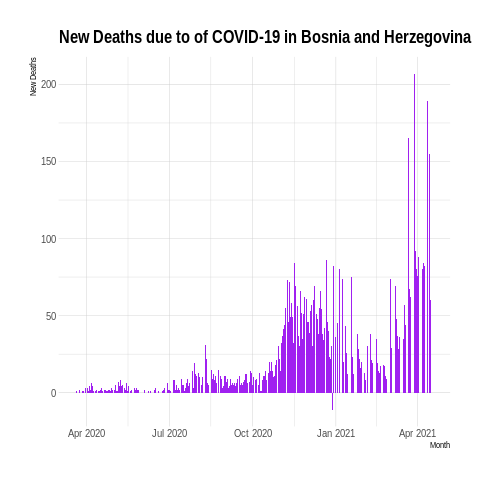 New Deaths due to of COVID-19 in Bosnia and Herzegovina
New Deaths
200
150
100
50
0
Apr 2020 Jul 2020 Oct 2020 Jan 2021 Apr 2021
Month